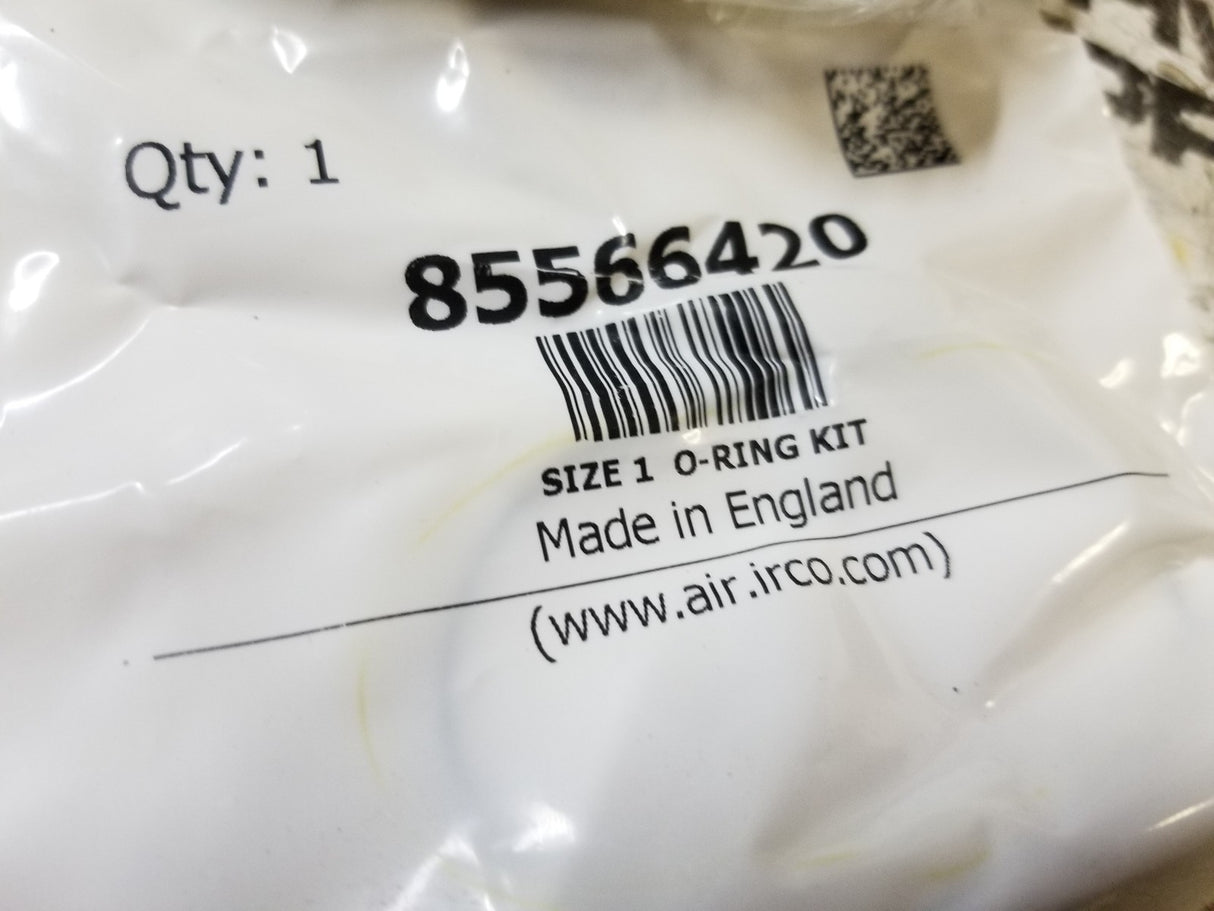 Qty: 1
85566420
SIZE 1 O-RING KIT
Made in England
(www.air.irco.com)